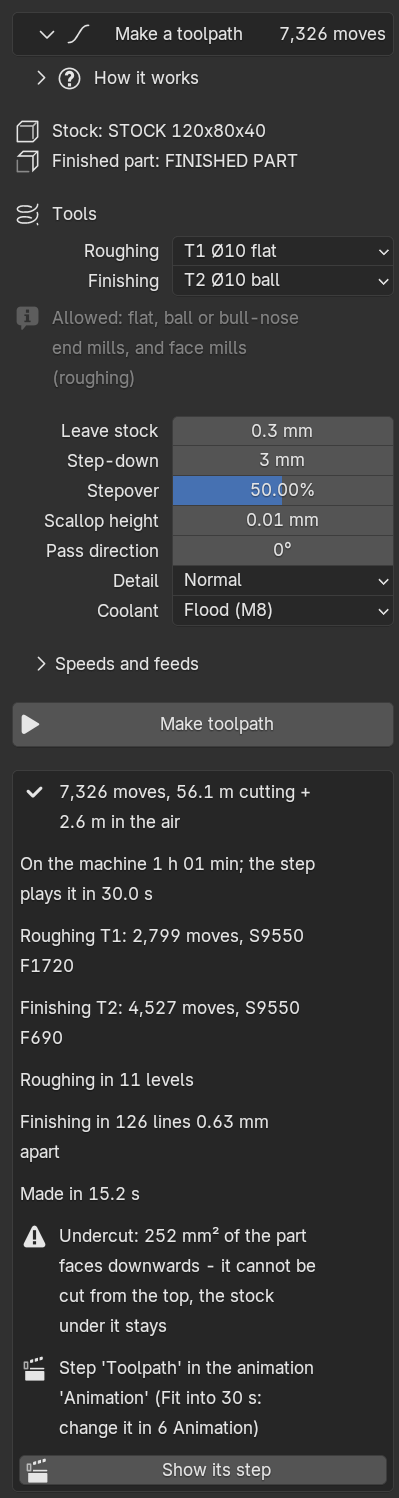 Make a toolpath 7,326 moves
How it works
Stock: STOCK 120x80x40
Finished part: FINISHED PART
Tools
Roughing T1 Ø10 flat
Finishing T2 Ø10 ball
Allowed: flat, ball or bull-nose
end mills, and face mills
(roughing)
Leave stock 0.3 mm
Step-down 3 mm
Stepover 50.00%
Scallop height 0.01 mm
Pass direction 0°
Detail Normal
Coolant Flood (M8)
Speeds and feeds
Make toolpath
7,326 moves, 56.1 m cutting +
2.6 m in the air
On the machine 1 h 01 min; the step
plays it in 30.0 s
Roughing T1: 2,799 moves, S9550
F1720
Finishing T2: 4,527 moves, S9550
F690
Roughing in 11 levels
Finishing in 126 lines 0.63 mm
apart
Made in 15.2 s
Undercut: 252 mm² of the part
faces downwards - it cannot be
cut from the top, the stock
under it stays
Step 'Toolpath' in the animation
'Animation' (Fit into 30 s:
change it in 6 Animation)
Show its step